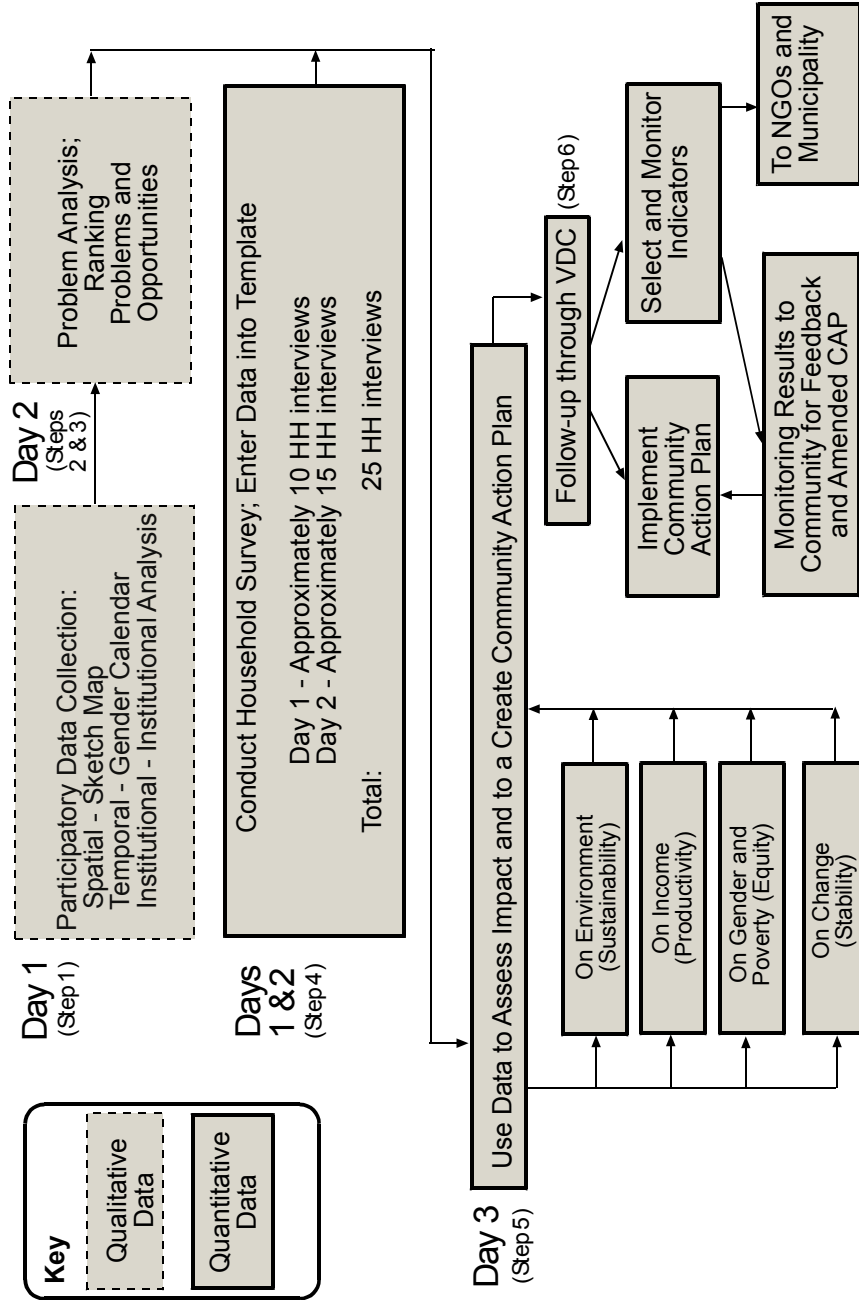 Key
Qualitative
Data
Quantitative
Data
Day 1
(Step 1)
Participatory Data Collection:
Spatial - Sketch Map
Temporal - Gender Calendar
Institutional - Institutional Analysis
Day 2
(Steps
2 & 3)
Problem Analysis;
Ranking
Problems and
Opportunities
Days
1 & 2
(Step 4)
Conduct Household Survey; Enter Data into Template
Day 1 - Approximately 10 HH interviews
Day 2 - Approximately 15 HH interviews
Total: 25 HH interviews
Day 3
(Step 5)
Use Data to Assess Impact and to a Create Community Action Plan
On Environment
(Sustainability)
On Income
(Productivity)
On Gender and
Poverty (Equity)
On Change
(Stability)
Follow-up through VDC
(Step 6)
Implement
Community
Action Plan
Select and Monitor
Indicators
Monitoring Results to
Community for Feedback
and Amended CAP
To NGOs and
Municipality